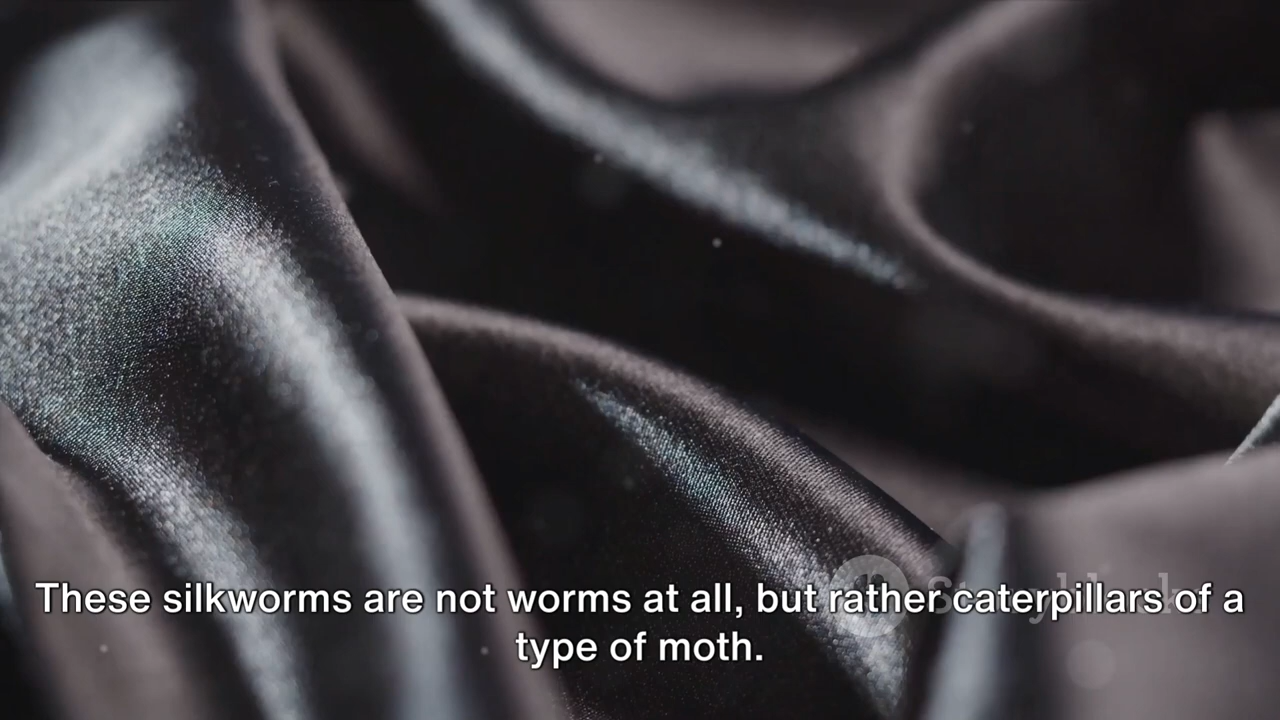 These silkworms are not worms at all, but rather caterpillars of a
type of moth.